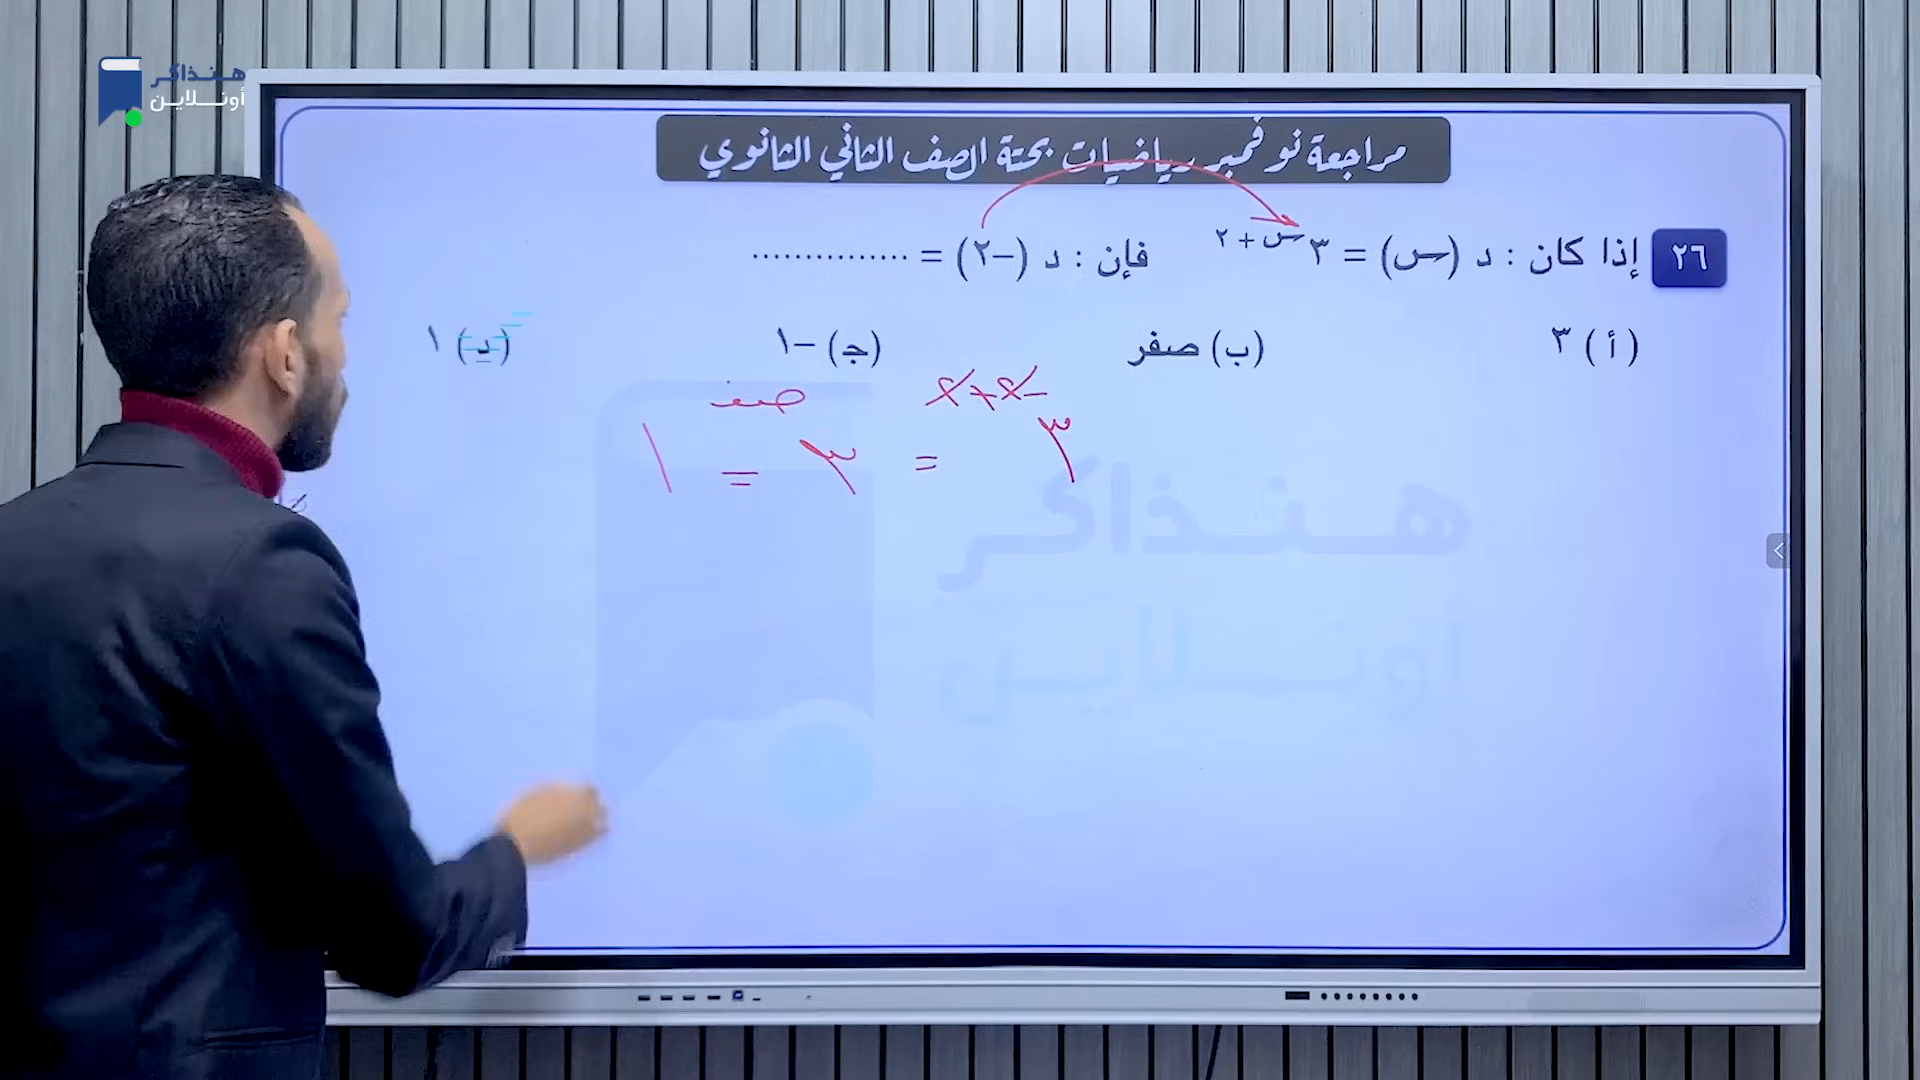 هنذاكر
أونلاين
مراجعة نوفمبر رياضيات بحتة الصف الثاني الثانوي
٢٦ إذا كان : د (س) = ٣^س+٢ فإن : د (-٢) = ...............
(أ) ٣ (ب) صفر (ج) -١ (د) ١
-٢+٢ صفر
٣ = ٣ = ١
هنذاكر
أونلاين